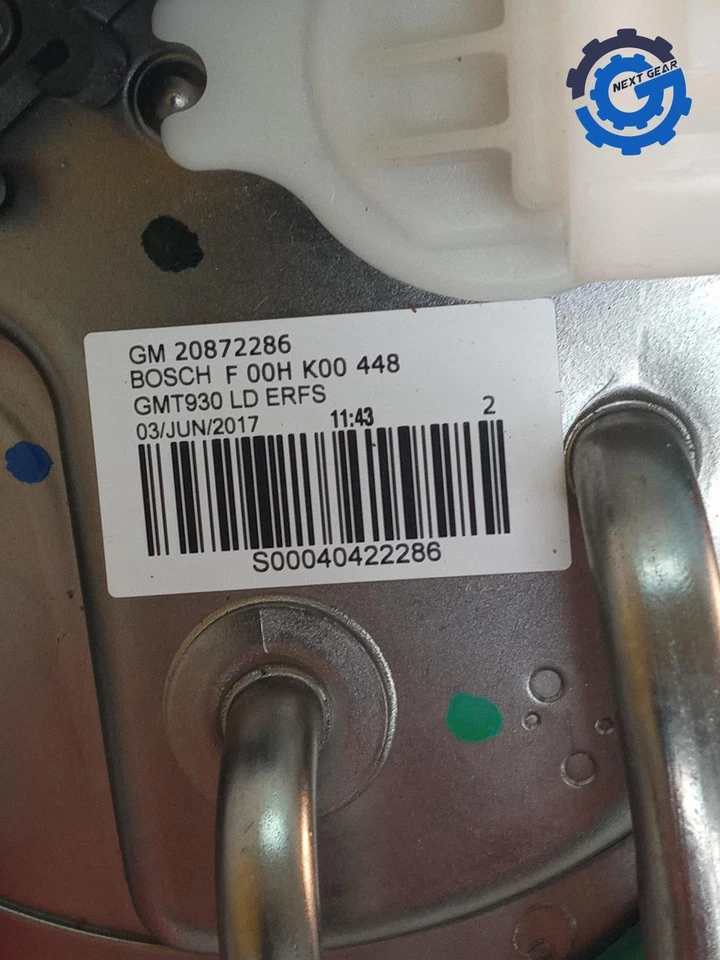 NEXT GEAR
GM 20872286
BOSCH F 00H K00 448
GMT930 LD ERFS
03/JUN/2017 11:43 2
S00040422286